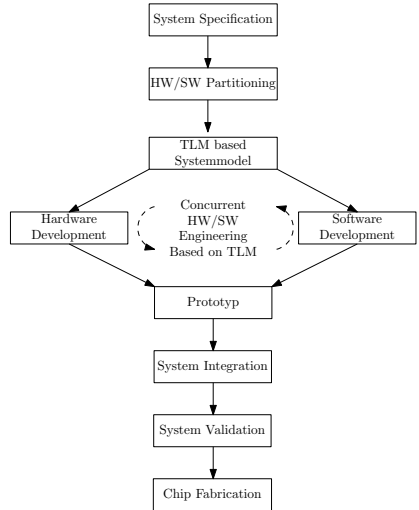 System Specification
HW/SW Partitioning
TLM based
Systemmodel
Hardware
Development
Concurrent
HW/SW
Engineering
Based on TLM
Software
Development
Prototyp
System Integration
System Validation
Chip Fabrication